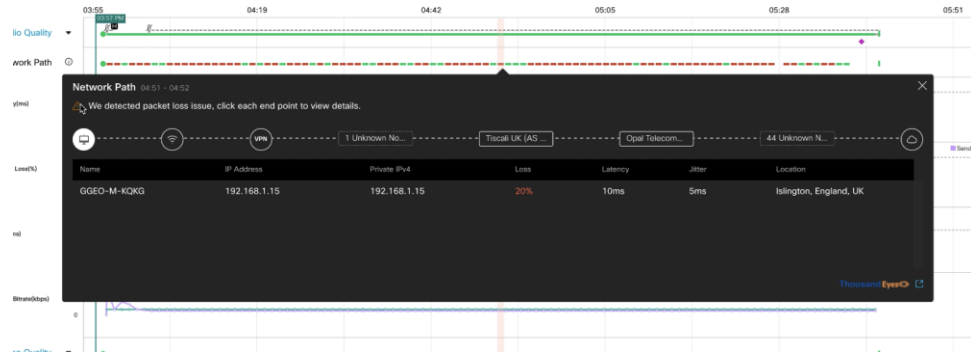 03:55 04:19 04:42 05:05 05:28 05:51
03:57 PM
lio Quality
work Path
Network Path 04:51 - 04:52
We detected packet loss issue, click each end point to view details.
VPN 1 Unknown No... Tiscali UK (AS ... Opal Telecom... 44 Unknown N...
y(ms)
Send
Loss(%) Name IP Address Private IPv4 Loss Latency Jitter Location
GGEO-M-KQKG 192.168.1.15 192.168.1.15 20% 10ms 5ms Islington, England, UK
ns)
ThousandEyes
Bitrate(kbps)
0